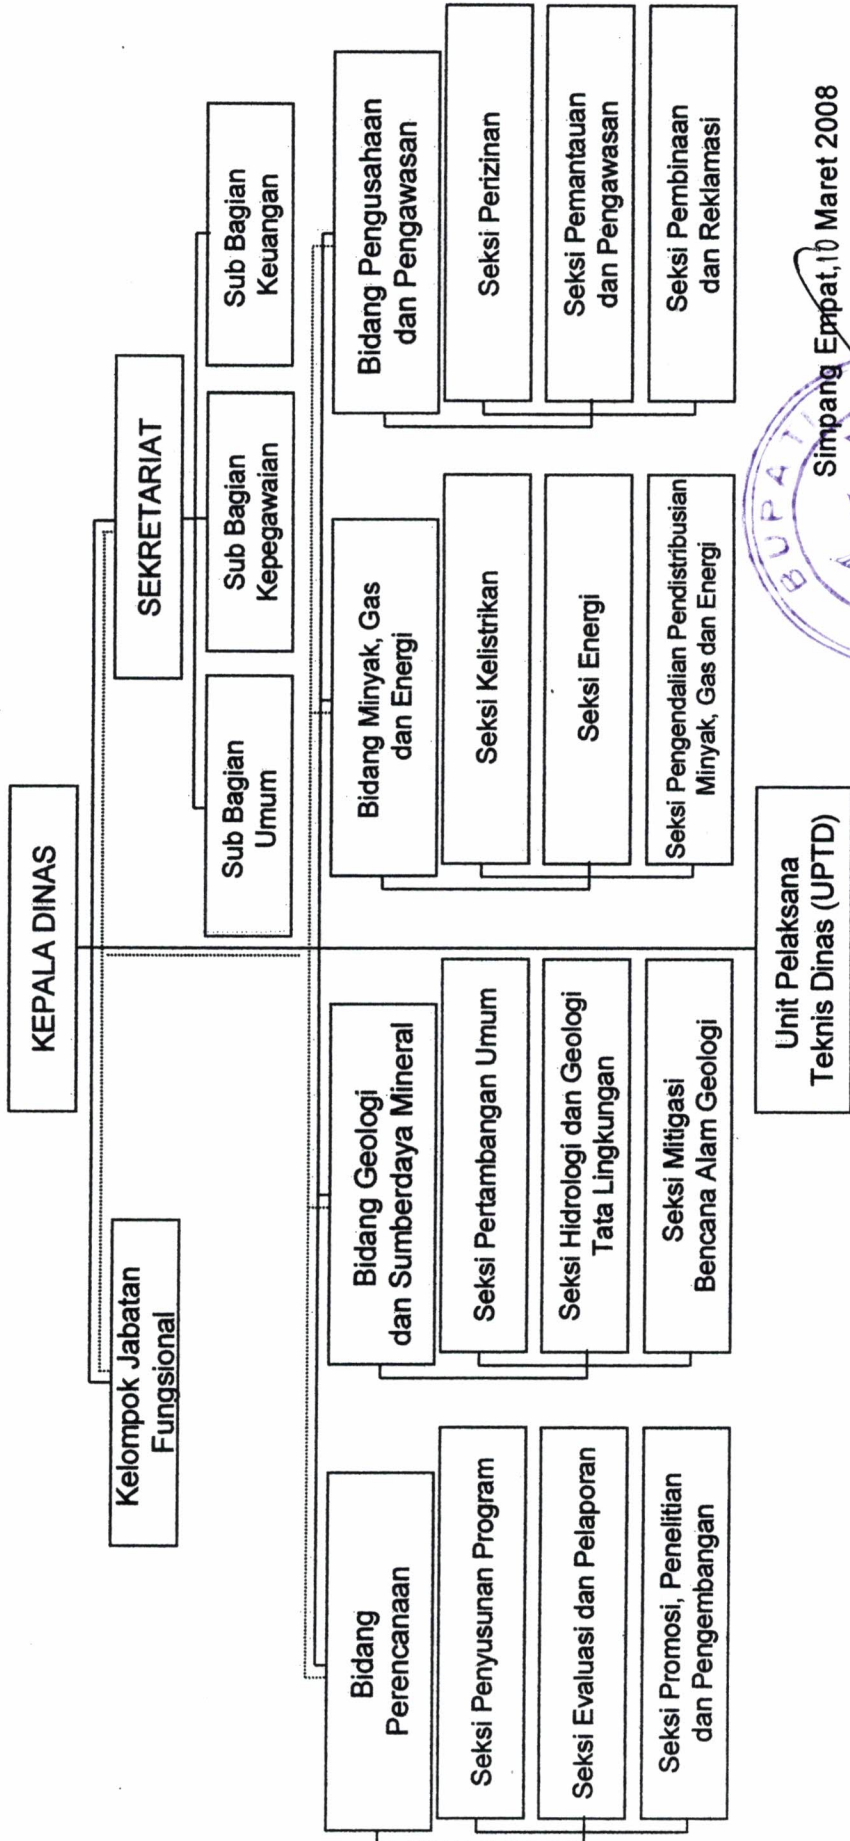 KEPALA DINAS
Kelompok Jabatan
Fungsional
SEKRETARIAT
Sub Bagian
Umum
Sub Bagian
Kepegawaian
Sub Bagian
Keuangan
Bidang
Perencanaan
Seksi Penyusunan Program
Seksi Evaluasi dan Pelaporan
Seksi Promosi, Penelitian
dan Pengembangan
Bidang Geologi
dan Sumberdaya Mineral
Seksi Pertambangan Umum
Seksi Hidrologi dan Geologi
Tata Lingkungan
Seksi Mitigasi
Bencana Alam Geologi
Bidang Minyak, Gas
dan Energi
Seksi Kelistrikan
Seksi Energi
Seksi Pengendalian Pendistribusian
Minyak, Gas dan Energi
Bidang Pengusahaan
dan Pengawasan
Seksi Perizinan
Seksi Pemantauan
dan Pengawasan
Seksi Pembinaan
dan Reklamasi
Unit Pelaksana
Teknis Dinas (UPTD)
Simpang Empat,10 Maret 2008
BUPATI